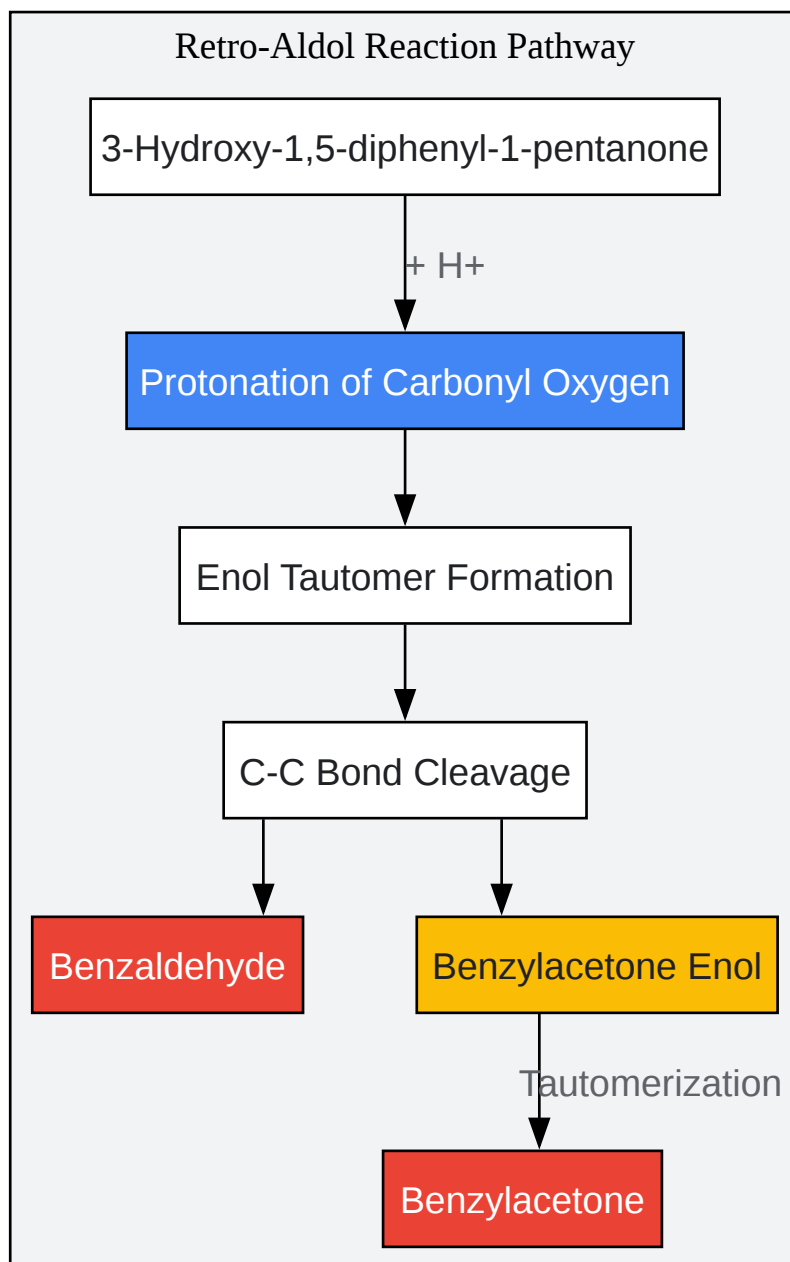 Retro-Aldol Reaction Pathway
3-Hydroxy-1,5-diphenyl-1-pentanone
+ H+
Protonation of Carbonyl Oxygen
Enol Tautomer Formation
C-C Bond Cleavage
Benzaldehyde
Benzylacetone Enol
Tautomerization
Benzylacetone